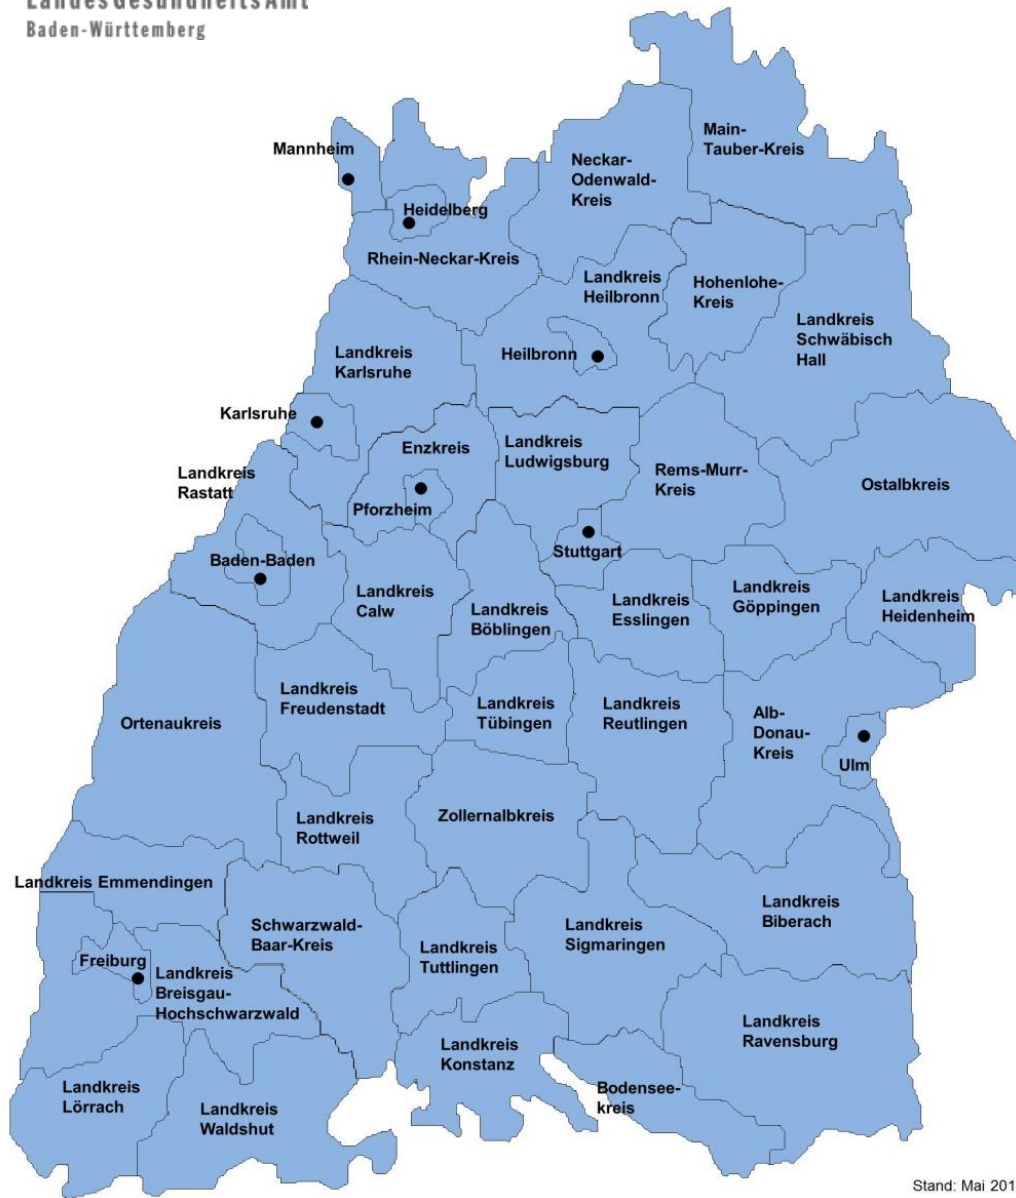 LandesGesundheitsAmt
Baden-Württemberg
Main-
Tauber-Kreis
Mannheim
Neckar-
Odenwald-
Kreis
Heidelberg
Rhein-Neckar-Kreis
Landkreis
Heilbronn
Hohenlohe-
Kreis
Landkreis
Schwäbisch
Hall
Landkreis
Karlsruhe
Heilbronn
Karlsruhe
Enzkreis
Landkreis
Ludwigsburg
Rems-Murr-
Kreis
Ostalbkreis
Landkreis
Rastatt
Pforzheim
Stuttgart
Baden-Baden
Landkreis
Calw
Landkreis
Böblingen
Landkreis
Esslingen
Landkreis
Göppingen
Landkreis
Heidenheim
Ortenaukreis
Landkreis
Freudenstadt
Landkreis
Tübingen
Landkreis
Reutlingen
Alb-
Donau-
Kreis
Ulm
Landkreis
Rottweil
Zollernalbkreis
Landkreis Emmendingen
Schwarzwald-
Baar-Kreis
Landkreis
Tuttlingen
Landkreis
Sigmaringen
Landkreis
Biberach
Freiburg
Landkreis
Breisgau-
Hochschwarzwald
Landkreis
Konstanz
Landkreis
Ravensburg
Landkreis
Lörrach
Landkreis
Waldshut
Bodensee-
kreis
Stand: Mai 201